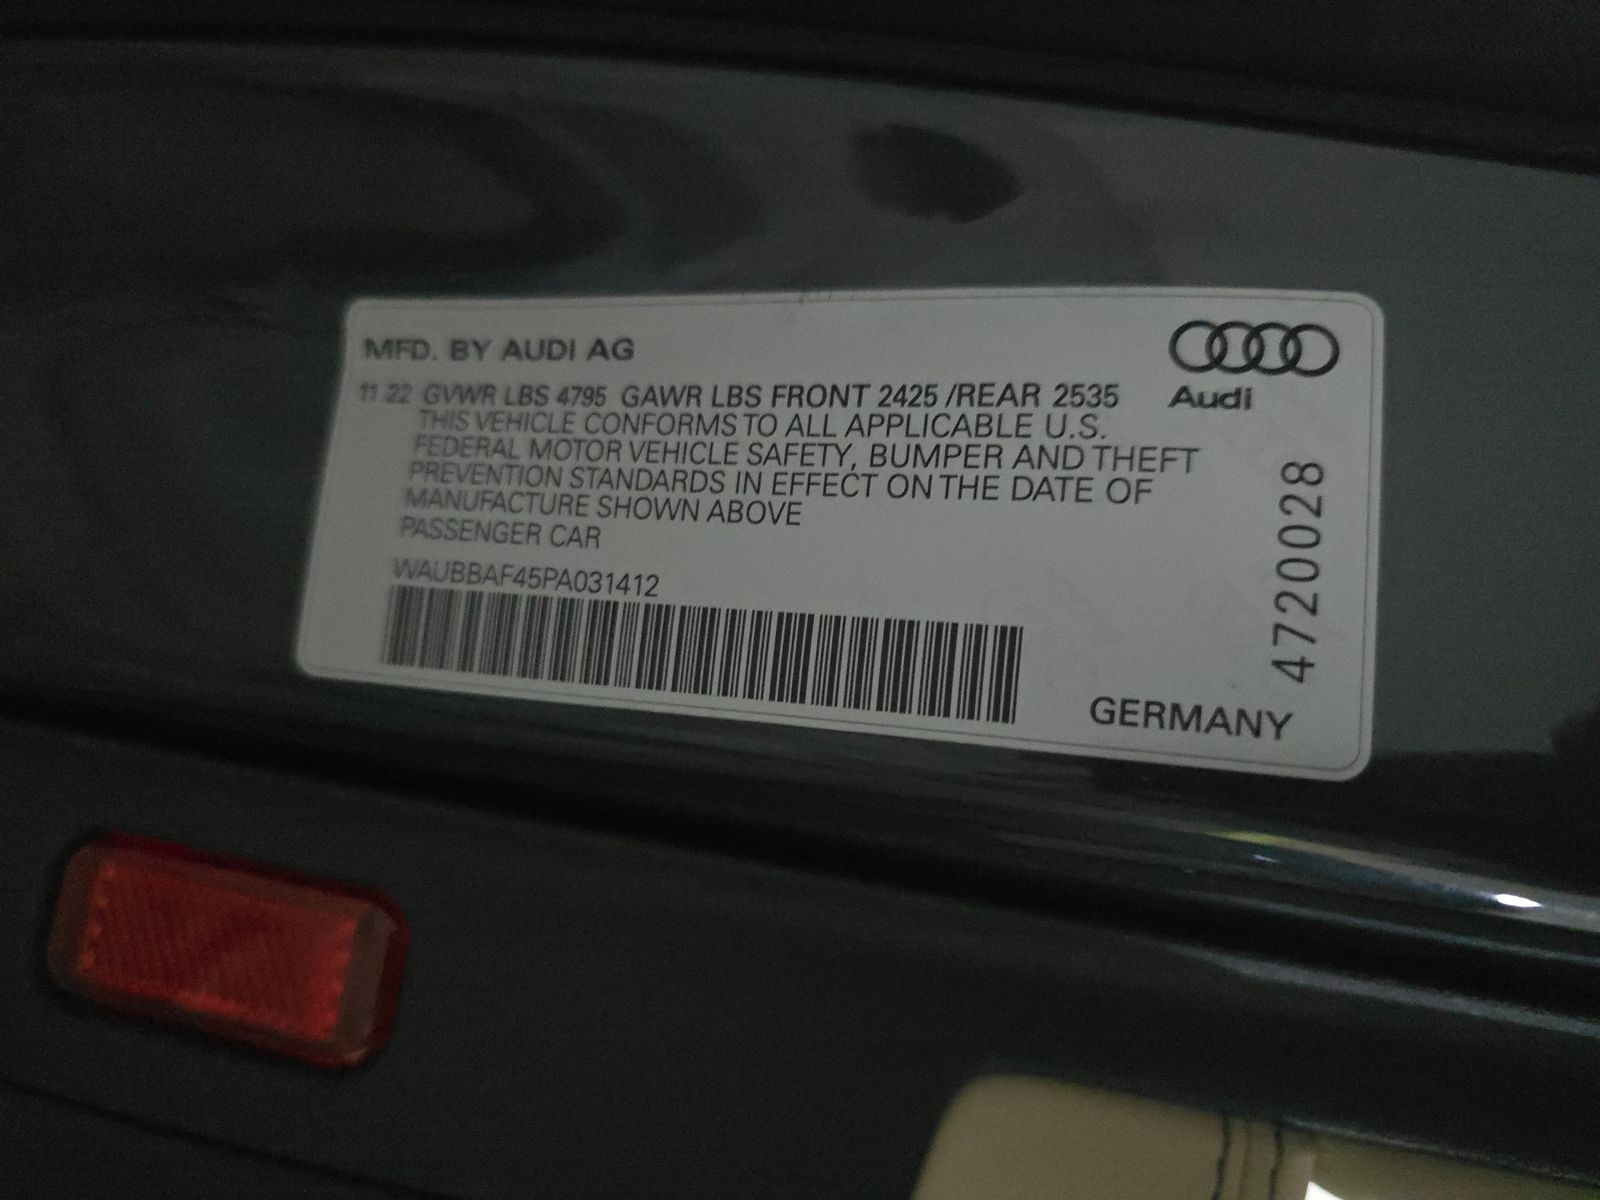 MFD. BY AUDI AG
11 22 GVWR LBS 4795 GAWR LBS FRONT 2425 /REAR 2535
THIS VEHICLE CONFORMS TO ALL APPLICABLE U.S.
FEDERAL MOTOR VEHICLE SAFETY, BUMPER AND THEFT
PREVENTION STANDARDS IN EFFECT ON THE DATE OF
MANUFACTURE SHOWN ABOVE
PASSENGER CAR
WAUBBAF45PA031412
Audi
4720028
GERMANY